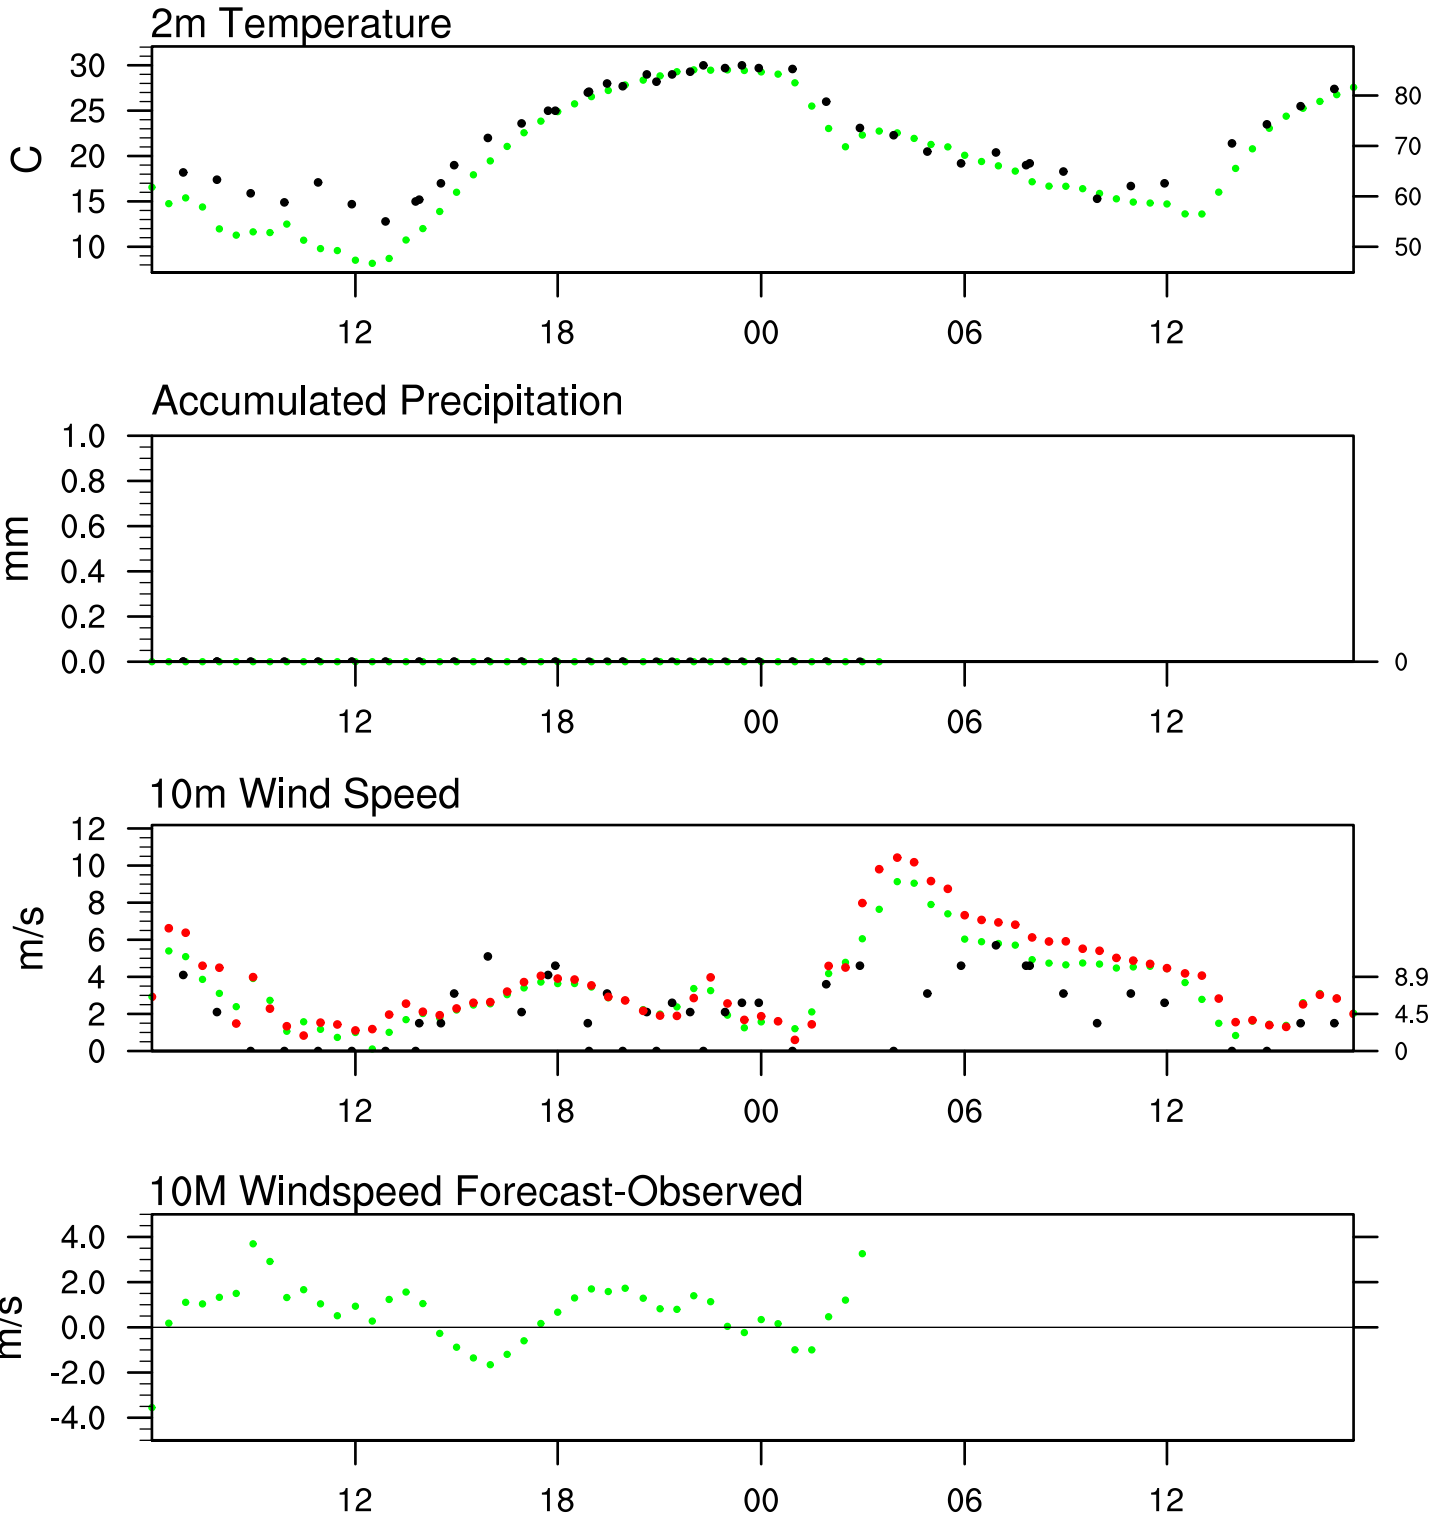 2m Temperature
30
25
20
15
10
C
80
70
60
50
12 18 00 06 12
Accumulated Precipitation
1.0
0.8
0.6
0.4
0.2
0.0
mm
0
12 18 00 06 12
10m Wind Speed
12
10
8
6
4
2
0
m/s
8.9
4.5
0
12 18 00 06 12
10M Windspeed Forecast-Observed
4.0
2.0
0.0
-2.0
-4.0
m/s
12 18 00 06 12